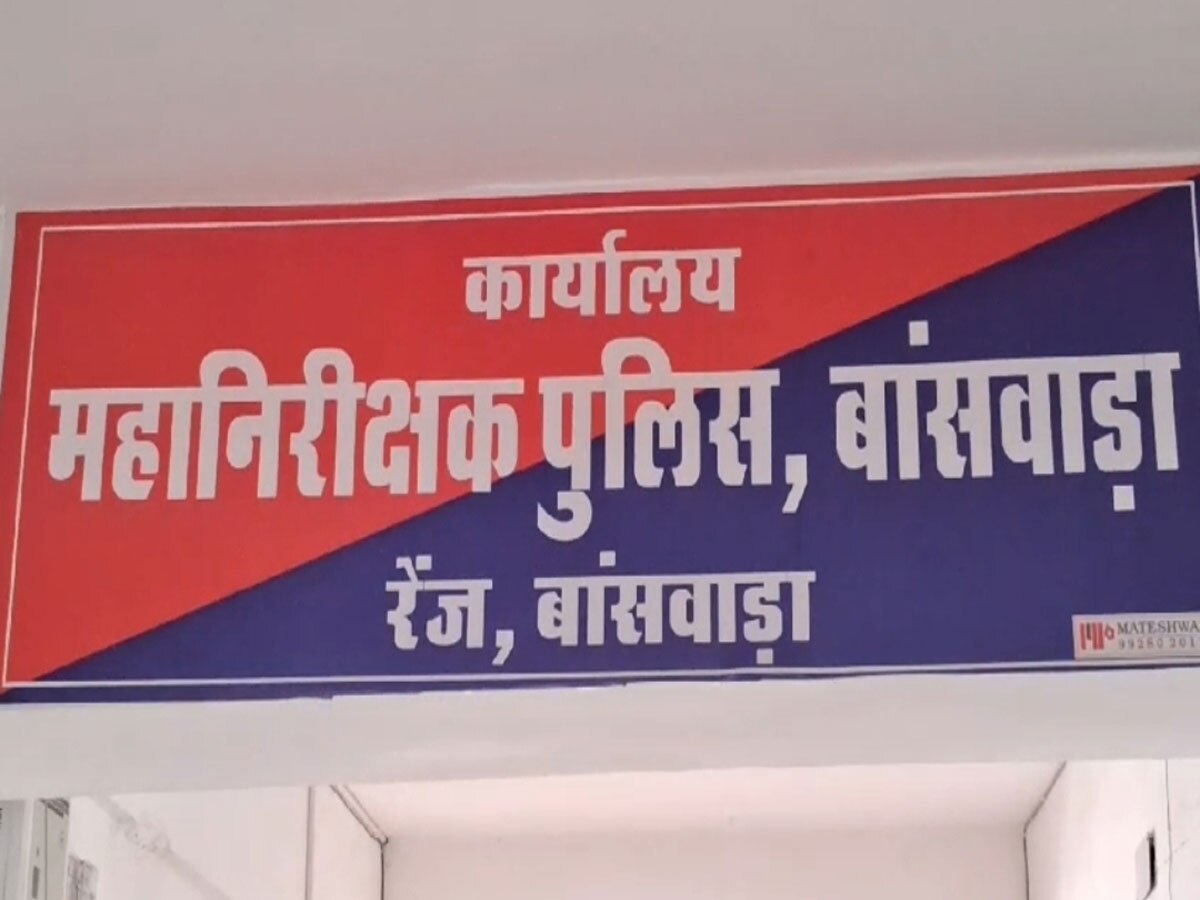 कार्यालय
महानिरीक्षक पुलिस, बांसवाड़ा
रेंज, बांसवाड़ा